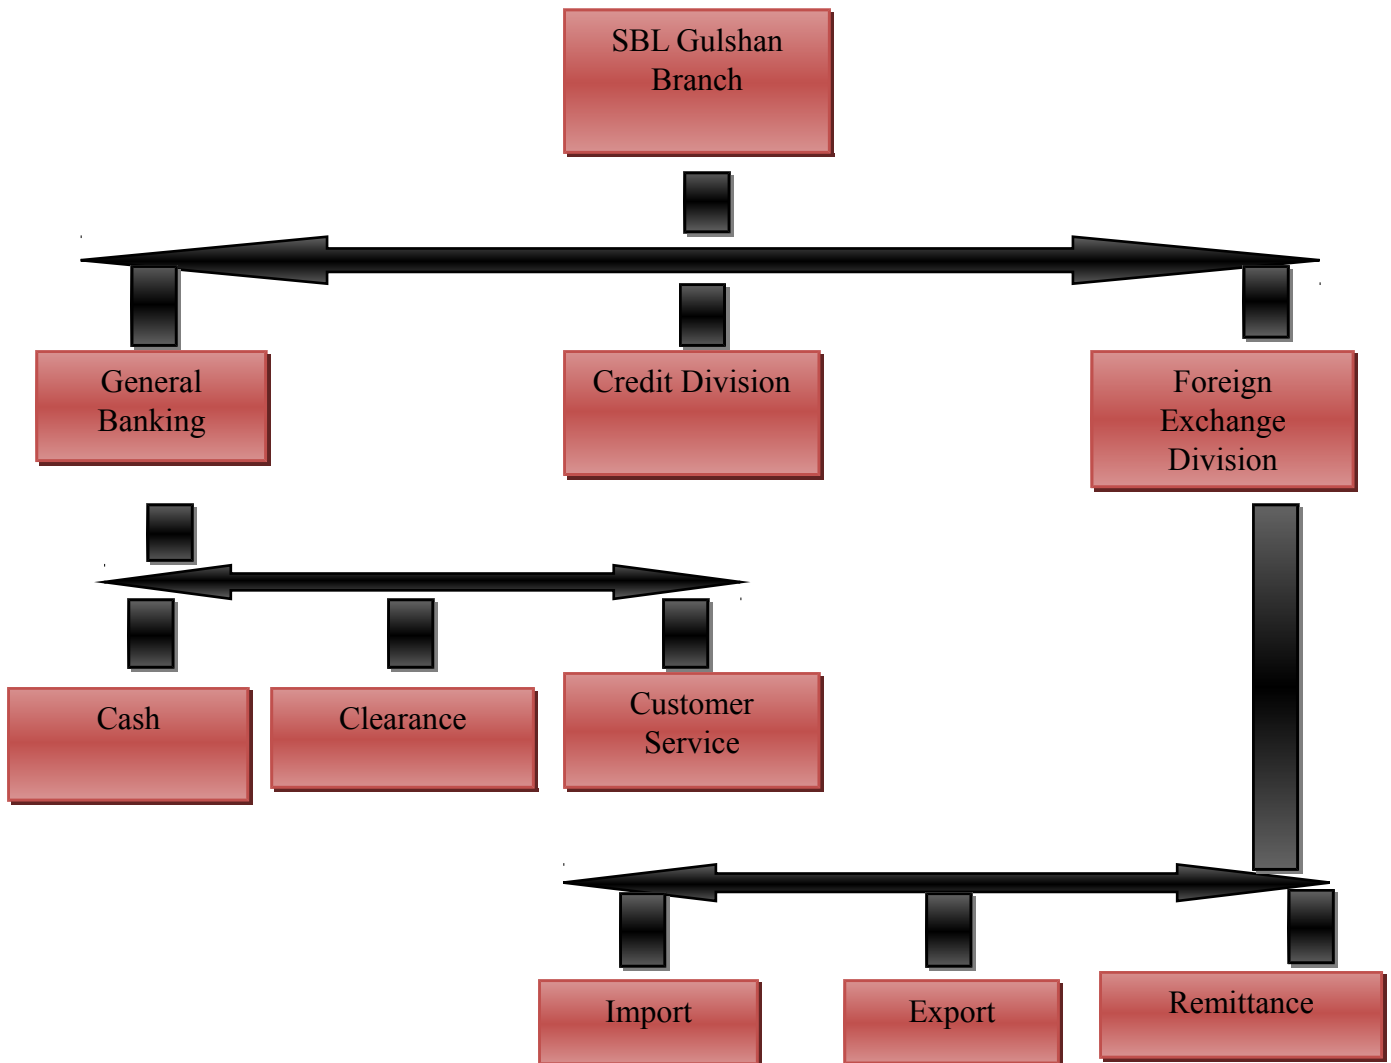 SBL Gulshan
Branch
General
Banking
Credit Division
Foreign
Exchange
Division
Cash
Clearance
Customer
Service
Import
Export
Remittance